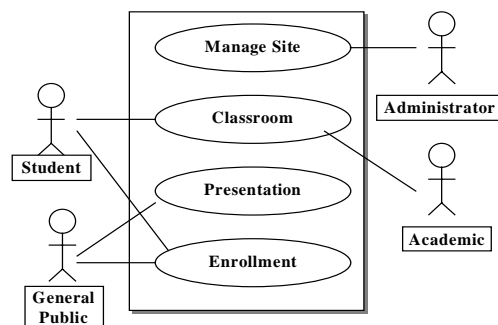 Manage Site
Administrator
Classroom
Student
Presentation
Academic
Enrollment
General
Public